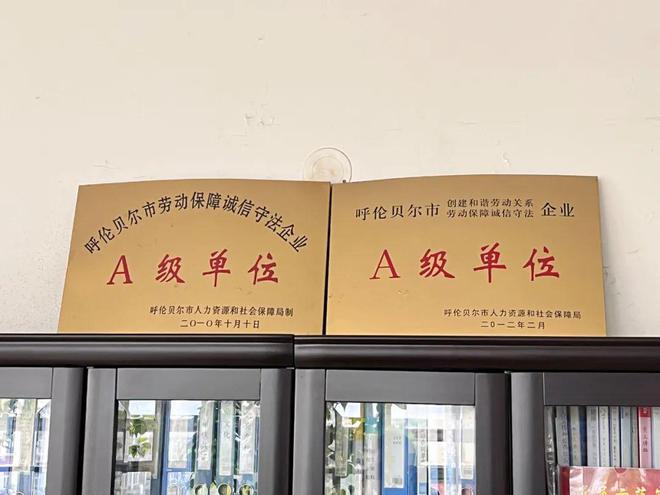 呼伦贝尔市劳动保障诚信守法企业
A级单位
呼伦贝尔市人力资源和社会保障局制
二〇一〇年十月十日
呼伦贝尔市 创建和谐劳动关系 劳动保障诚信守法 企业
A级单位
呼伦贝尔市人力资源和社会保障局
二〇一二年二月